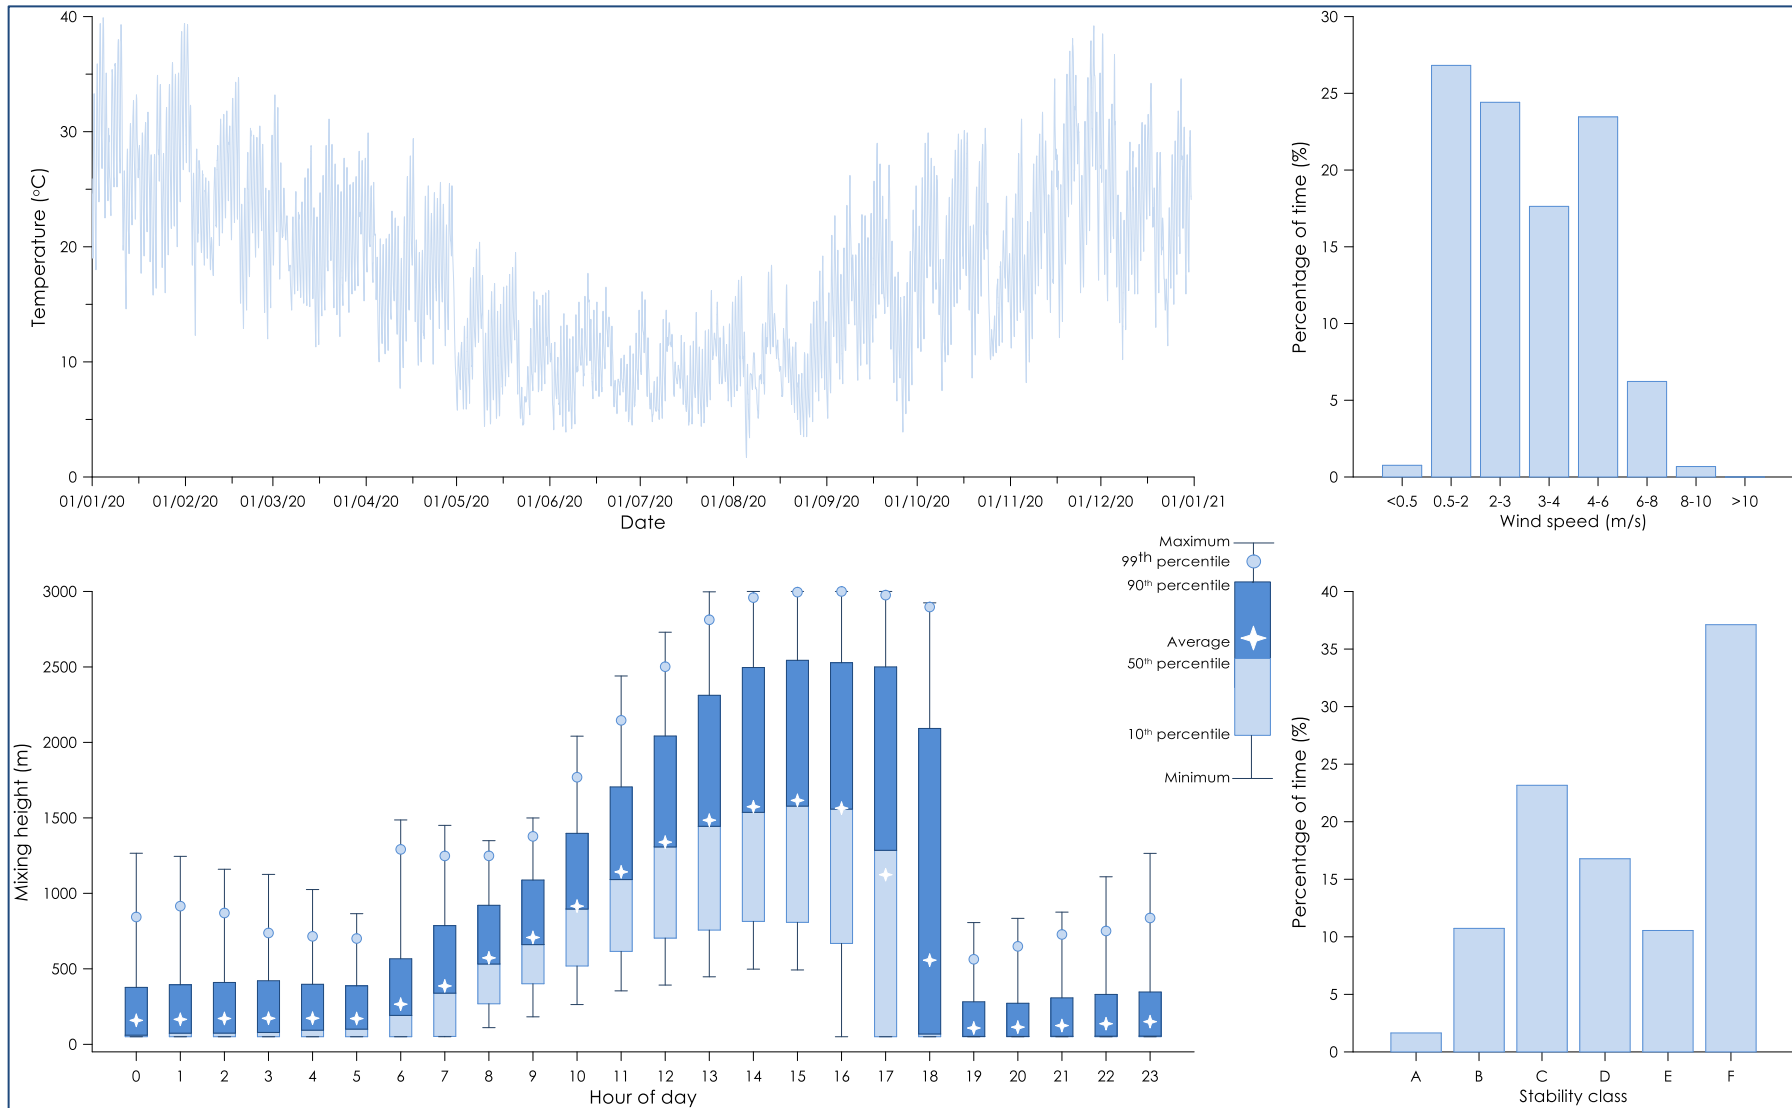 40
30
20
10
0
Temperature (°C)
01/01/20 01/02/20 01/03/20 01/04/20 01/05/20 01/06/20 01/07/20 01/08/20 01/09/20 01/10/20 01/11/20 01/12/20 01/01/21
Date
30
25
20
15
10
5
0
Percentage of time (%)
<0.5 0.5-2 2-3 3-4 4-6 6-8 8-10 >10
Wind speed (m/s)
Maximum
99th percentile
90th percentile
Average
50th percentile
10th percentile
Minimum
3000
2500
2000
1500
1000
500
0
Mixing height (m)
0 1 2 3 4 5 6 7 8 9 10 11 12 13 14 15 16 17 18 19 20 21 22 23
Hour of day
40
35
30
25
20
15
10
5
0
Percentage of time (%)
A B C D E F
Stability class